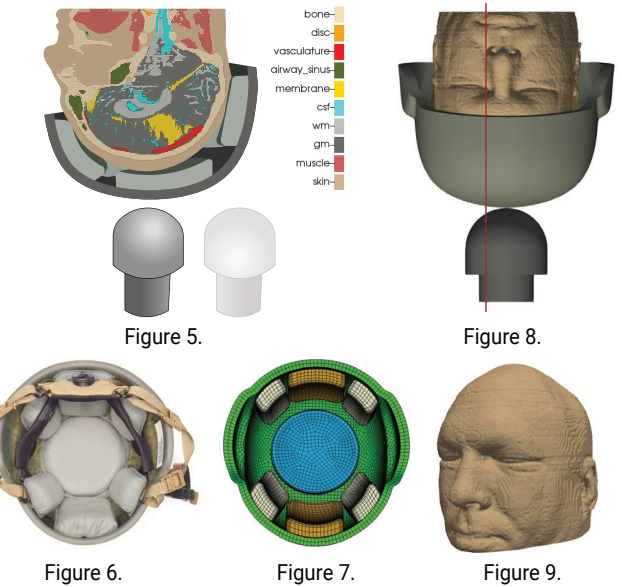 bone
disc
vasculature
airway_sinus
membrane
csf
wm
gm
muscle
skin
Figure 5.
Figure 8.
Figure 6.
Figure 7.
Figure 9.